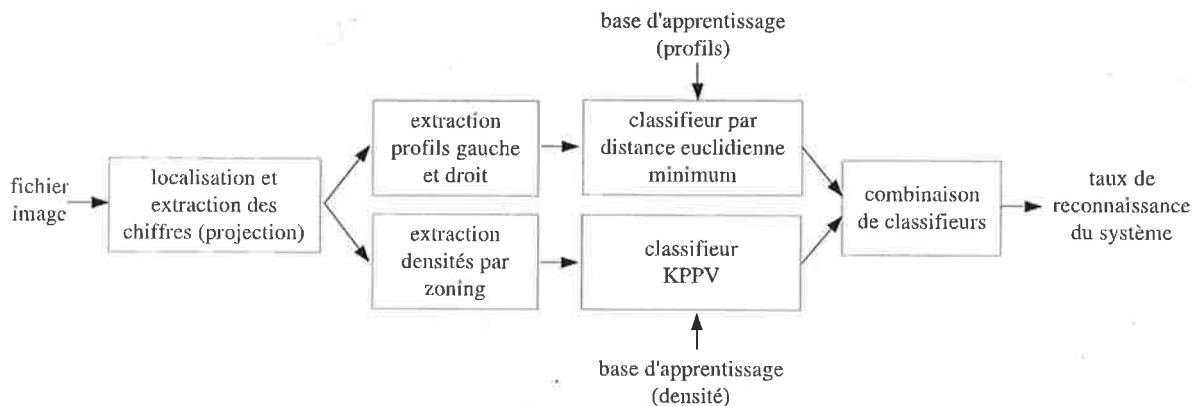 base d'apprentissage
(profils)
extraction
profils gauche
et droit
classifieur par
distance euclidienne
minimum
fichier
image
localisation et
extraction des
chiffres (projection)
combinaison
de classifieurs
taux de
reconnaissance
du système
extraction
densités par
zoning
classifieur
KPPV
base d'apprentissage
(densité)